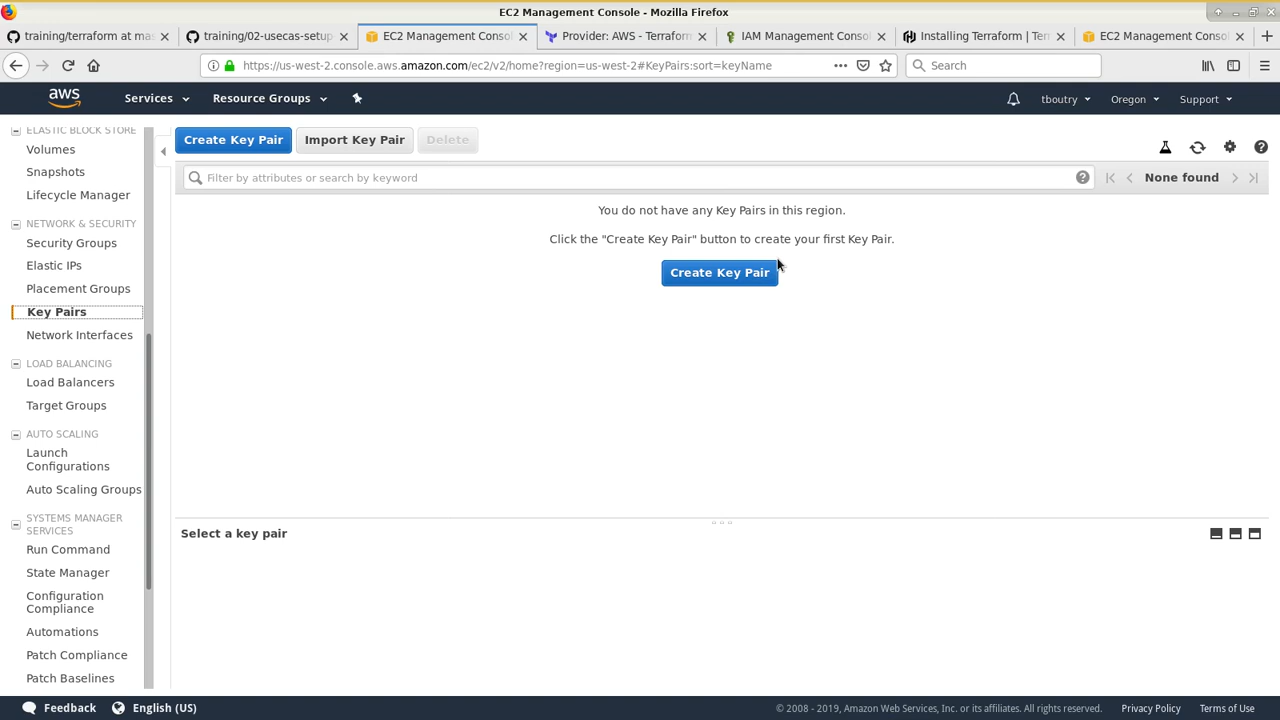 EC2 Management Console - Mozilla Firefox
training/terraform at mas
training/02-usecas-setup
EC2 Management Conso
Provider: AWS - Terraform
IAM Management Conso
Installing Terraform | Ter
EC2 Management Conso
https://us-west-2.console.aws.amazon.com/ec2/v2/home?region=us-west-2#KeyPairs:sort=keyName
Search
aws
Services
Resource Groups
tboutry
Oregon
Support
ELASTIC BLOCK STORE
Volumes
Snapshots
Lifecycle Manager
NETWORK & SECURITY
Security Groups
Elastic IPs
Placement Groups
Key Pairs
Network Interfaces
LOAD BALANCING
Load Balancers
Target Groups
AUTO SCALING
Launch
Configurations
Auto Scaling Groups
SYSTEMS MANAGER
SERVICES
Run Command
State Manager
Configuration
Compliance
Automations
Patch Compliance
Patch Baselines
Create Key Pair
Import Key Pair
Delete
Filter by attributes or search by keyword
None found
You do not have any Key Pairs in this region.
Click the "Create Key Pair" button to create your first Key Pair.
Create Key Pair
Select a key pair
Feedback
English (US)
© 2008 - 2019, Amazon Web Services, Inc. or its affiliates. All rights reserved.
Privacy Policy
Terms of Use